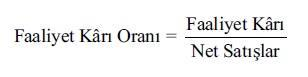 Faaliyet Kârı Oranı = Faaliyet Kârı
Net Satışlar